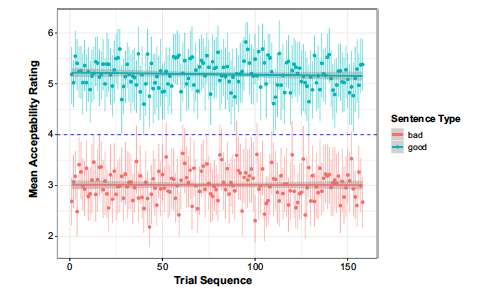 Mean Acceptability Rating
6
5
4
3
2
0
50
100
150
Trial Sequence
Sentence Type
bad
good